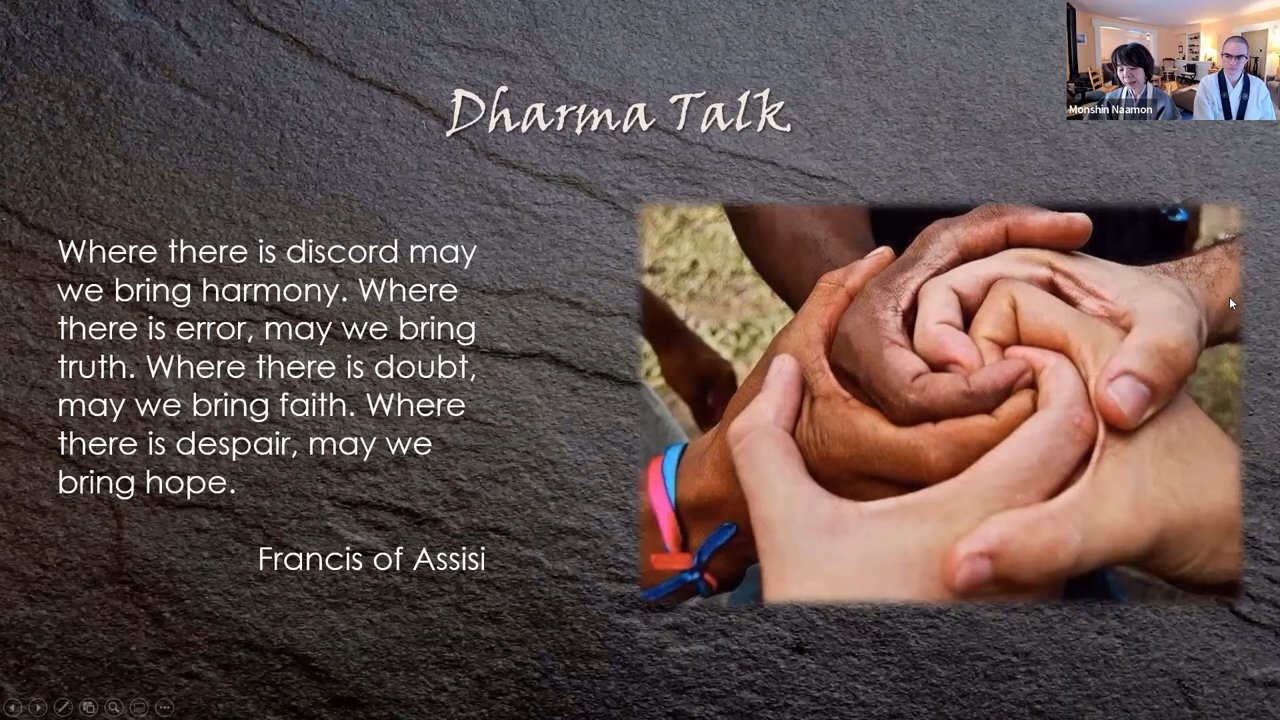 Dharma Talk
Monshin Naamon
Where there is discord may
we bring harmony. Where
there is error, may we bring
truth. Where there is doubt,
may we bring faith. Where
there is despair, may we
bring hope.
Francis of Assisi